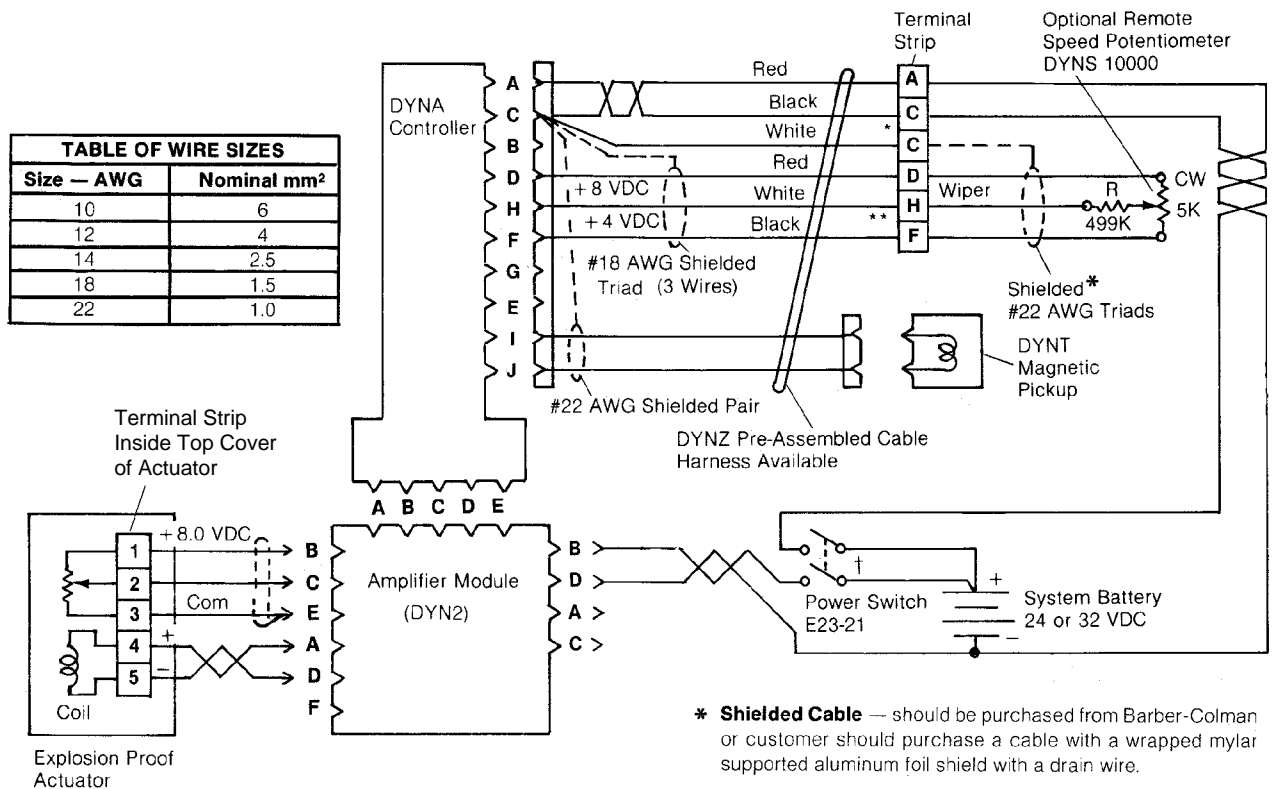 Terminal
Strip
Optional Remote
Speed Potentiometer
DYNS 10000
DYNA
Controller
A
C
B
D
H
F
G
E
I
J
Red
Black
White
*
Red
+ 8 VDC
White
+ 4 VDC
Black
**
A
C
C
D
H
F
Wiper
R
499K
CW
5K
#18 AWG Shielded
Triad (3 Wires)
Shielded*
#22 AWG Triads
DYNT
Magnetic
Pickup
#22 AWG Shielded Pair
DYNZ Pre-Assembled Cable
Harness Available
TABLE OF WIRE SIZES
Size — AWG Nominal mm²
10 6
12 4
14 2.5
18 1.5
22 1.0
Terminal Strip
Inside Top Cover
of Actuator
A B C D E
1
2
3
4
5
+ 8.0 VDC
Com
+
−
Coil
Explosion Proof
Actuator
B
C
E
A
D
F
Amplifier Module
(DYN2)
B
D
A
C
†
Power Switch
E23-21
+
−
System Battery
24 or 32 VDC
* Shielded Cable — should be purchased from Barber-Colman
or customer should purchase a cable with a wrapped mylar
supported aluminum foil shield with a drain wire.